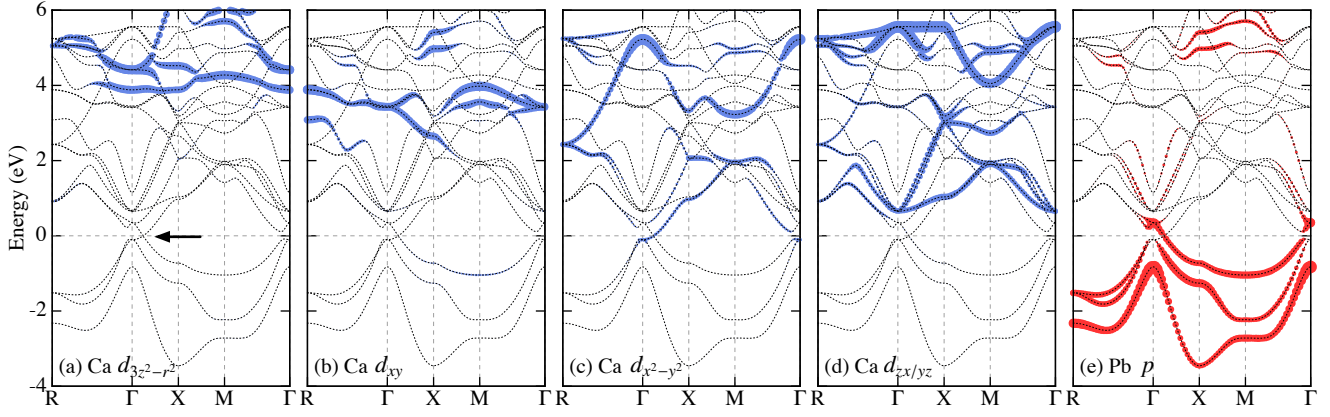 6
4
2
0
-2
-4
Energy (eV)
(a) Ca d3z²−r²
(b) Ca dxy
(c) Ca dx²−y²
(d) Ca dzx/yz
(e) Pb p
R Γ X M Γ
R Γ X M Γ
R Γ X M Γ
R Γ X M Γ
R Γ X M Γ